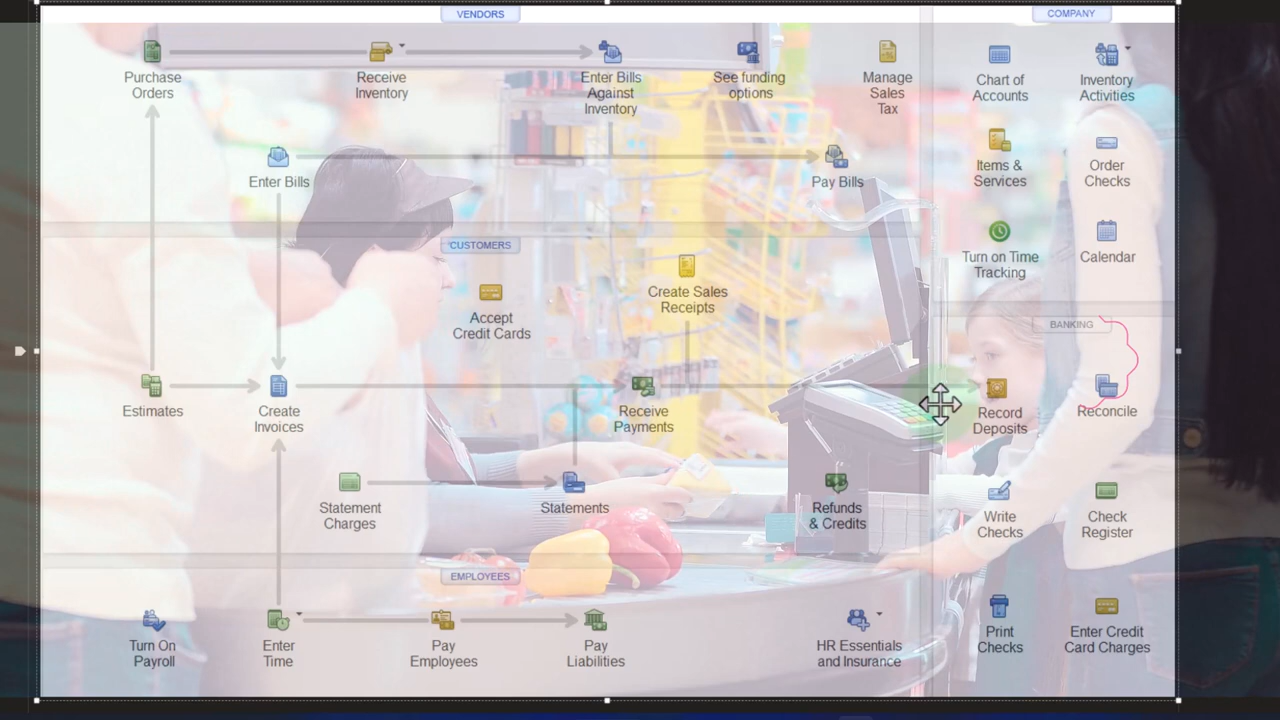 VENDORS
COMPANY
Purchase
Orders
Receive
Inventory
Enter Bills
Against
Inventory
See funding
options
Manage
Sales
Tax
Chart of
Accounts
Inventory
Activities
Enter Bills
Pay Bills
Items &
Services
Order
Checks
CUSTOMERS
Turn on Time
Tracking
Calendar
Accept
Credit Cards
Create Sales
Receipts
BANKING
Estimates
Create
Invoices
Receive
Payments
Record
Deposits
Reconcile
Statement
Charges
Statements
Refunds
& Credits
Write
Checks
Check
Register
EMPLOYEES
Turn On
Payroll
Enter
Time
Pay
Employees
Pay
Liabilities
HR Essentials
and Insurance
Print
Checks
Enter Credit
Card Charges